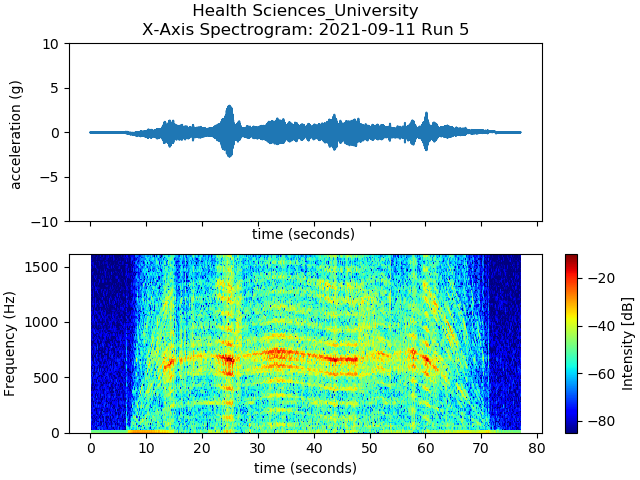 Health Sciences_University
X-Axis Spectrogram: 2021-09-11 Run 5
10
5
0
−5
−10
acceleration (g)
time (seconds)
1500
1000
500
0
Frequency (Hz)
0 10 20 30 40 50 60 70 80
time (seconds)
−20
−40
−60
−80
Intensity [dB]